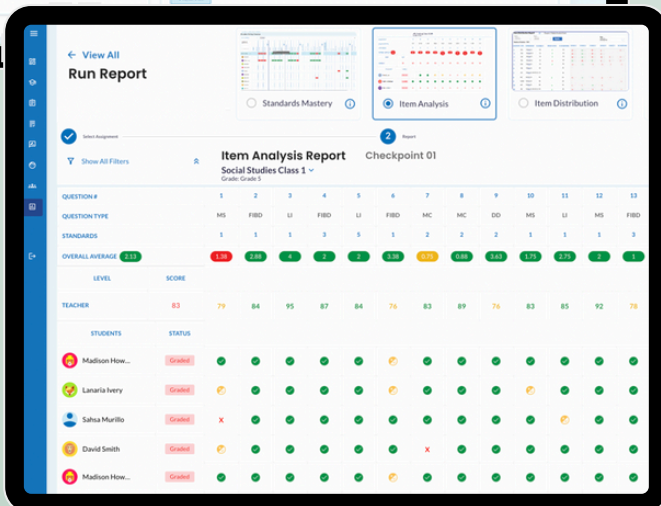 ← View All
Run Report
Standards Mastery
Item Analysis
Item Distribution
Select Assignment
2 Report
Show All Filters
Item Analysis Report Checkpoint 01
Social Studies Class 1
Grade: Grade 5
QUESTION # 1 2 3 4 5 6 7 8 9 10 11 12 13
QUESTION TYPE MS FIBD LI FIBD LI FIBD MC MC DD MS LI MS FIBD
STANDARDS 1 1 1 3 5 1 2 2 2 1 1 1 3
OVERALL AVERAGE 2.13 1.38 2.88 4 2 2 3.38 0.75 0.88 3.63 1.75 2.75 2 1
LEVEL SCORE
TEACHER 83 79 84 95 87 84 76 83 89 76 83 85 92 78
STUDENTS STATUS
Madison How... Graded
Lanaria Ivery Graded
Sahsa Murillo Graded X
David Smith Graded X
Madison How... Graded